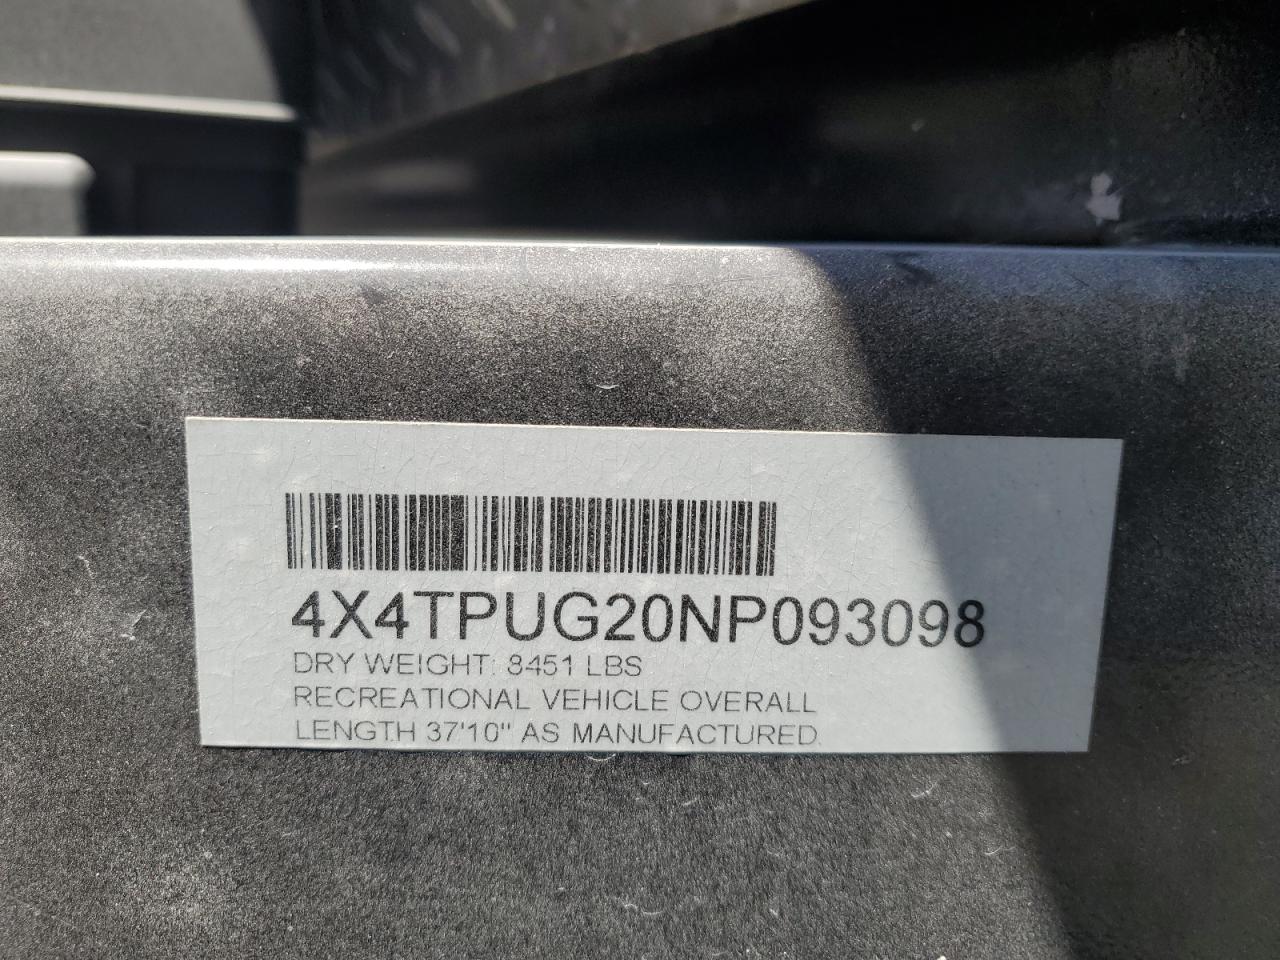 4X4TPUG20NP093098
DRY WEIGHT: 8451 LBS
RECREATIONAL VEHICLE OVERALL
LENGTH 37'10" AS MANUFACTURED.